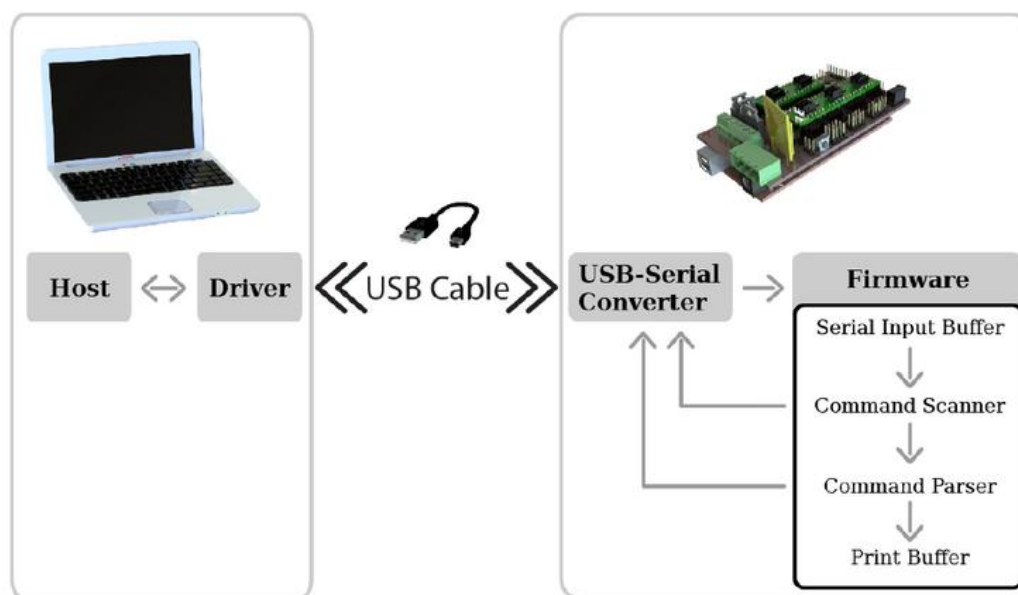 Host
Driver
USB Cable
USB-Serial
Converter
Firmware
Serial Input Buffer
Command Scanner
Command Parser
Print Buffer